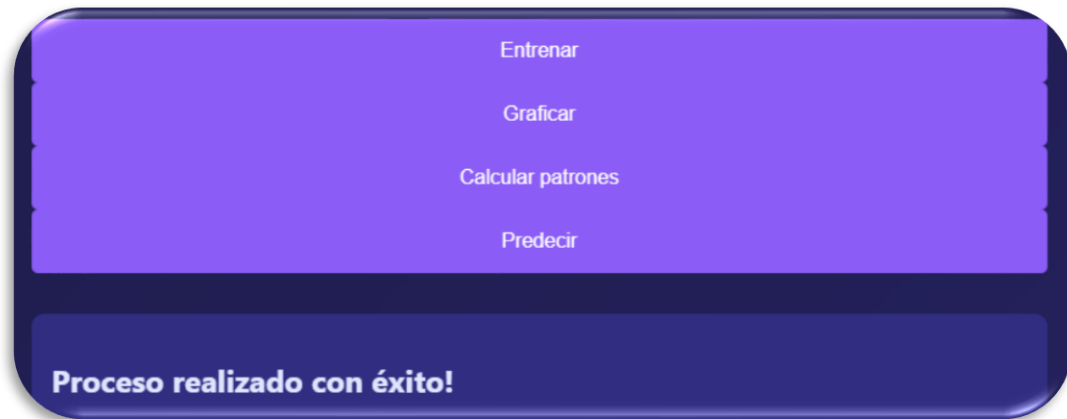 Entrenar
Graficar
Calcular patrones
Predecir
Proceso realizado con éxito!